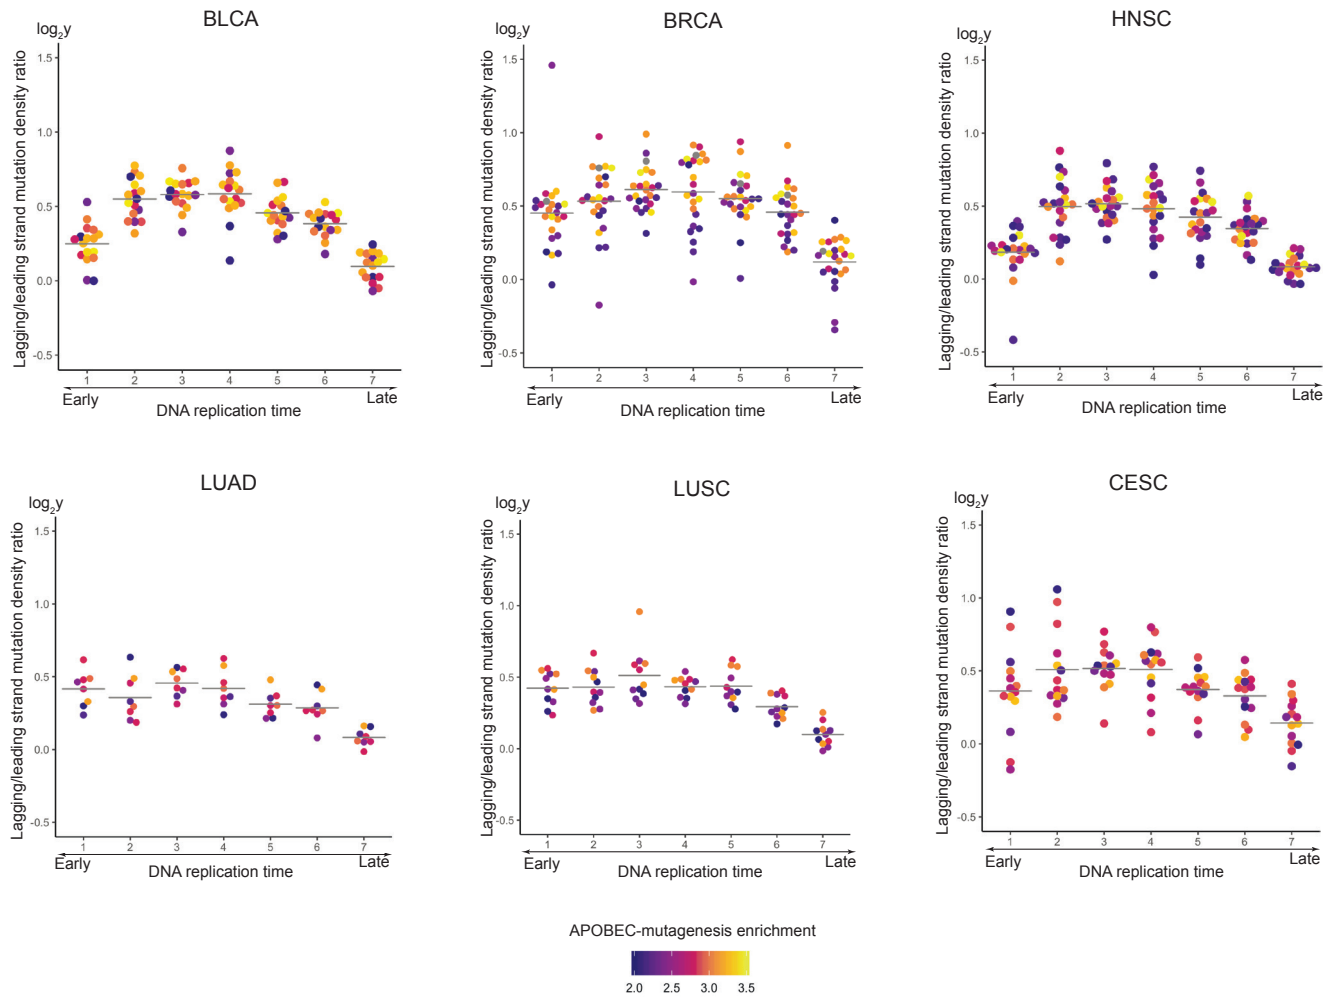 BLCA
log2y
Lagging/leading strand mutation density ratio
1.5
1.0
0.5
0.0
-0.5
1 2 3 4 5 6 7
Early Late
DNA replication time
BRCA
log2y
Lagging/leading strand mutation density ratio
1.5
1.0
0.5
0.0
-0.5
1 2 3 4 5 6 7
Early Late
DNA replication time
HNSC
log2y
Lagging/leading strand mutation density ratio
1.5
1.0
0.5
0.0
-0.5
1 2 3 4 5 6 7
Early Late
DNA replication time
LUAD
log2y
Lagging/leading strand mutation density ratio
1.5
1.0
0.5
0.0
-0.5
1 2 3 4 5 6 7
Early Late
DNA replication time
LUSC
log2y
Lagging/leading strand mutation density ratio
1.5
1.0
0.5
0.0
-0.5
1 2 3 4 5 6 7
Early Late
DNA replication time
CESC
log2y
Lagging/leading strand mutation density ratio
1.5
1.0
0.5
0.0
-0.5
1 2 3 4 5 6 7
Early Late
DNA replication time
APOBEC-mutagenesis enrichment
2.0 2.5 3.0 3.5